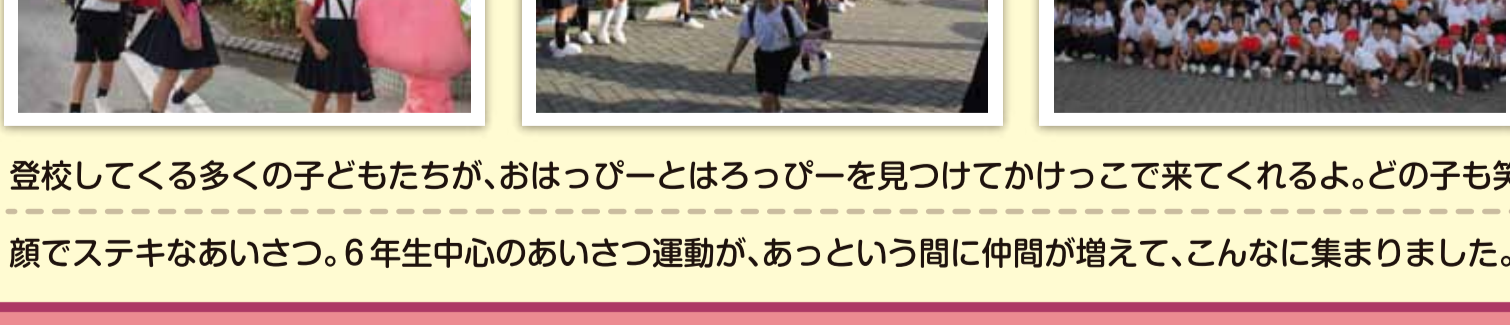 登校してくる多くの子どもたちが、おはっぴーとはろっぴーを見つけてかけっこで来てくれるよ。どの子も笑
顔でステキなあいさつ。6年生中心のあいさつ運動が、あっという間に仲間が増えて、こんなに集まりました。